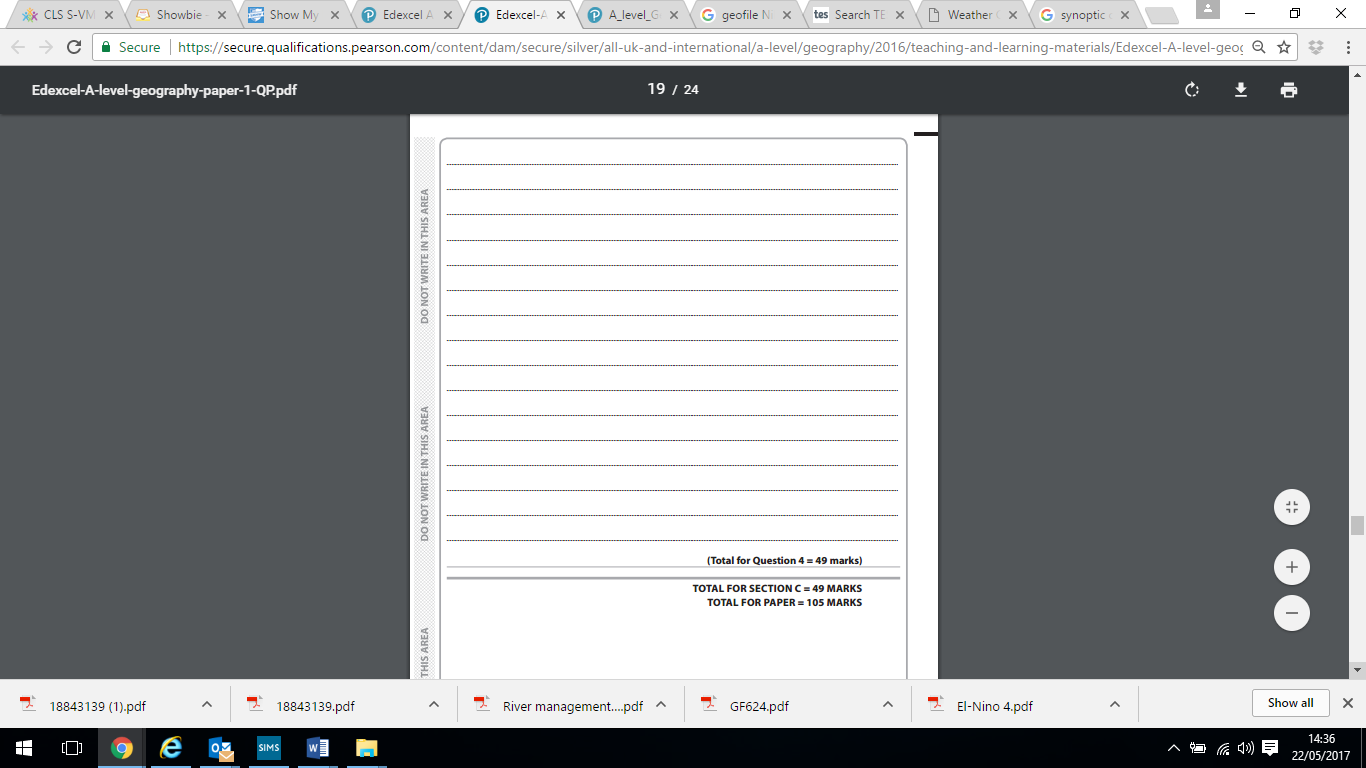 CLS S-VM
Showbie -
Show My
Edexcel A
Edexcel-A
A_level_G
geofile Ni
tes Search TE
Weather
synoptic
Secure | https://secure.qualifications.pearson.com/content/dam/secure/silver/all-uk-and-international/a-level/geography/2016/teaching-and-learning-materials/Edexcel-A-level-geog
Edexcel-A-level-geography-paper-1-QP.pdf
19 / 24
DO NOT WRITE IN THIS AREA
DO NOT WRITE IN THIS AREA
THIS AREA
(Total for Question 4 = 49 marks)
TOTAL FOR SECTION C = 49 MARKS
TOTAL FOR PAPER = 105 MARKS
18843139 (1).pdf
18843139.pdf
River management....pdf
GF624.pdf
El-Nino 4.pdf
Show all
SIMS
14:36
22/05/2017